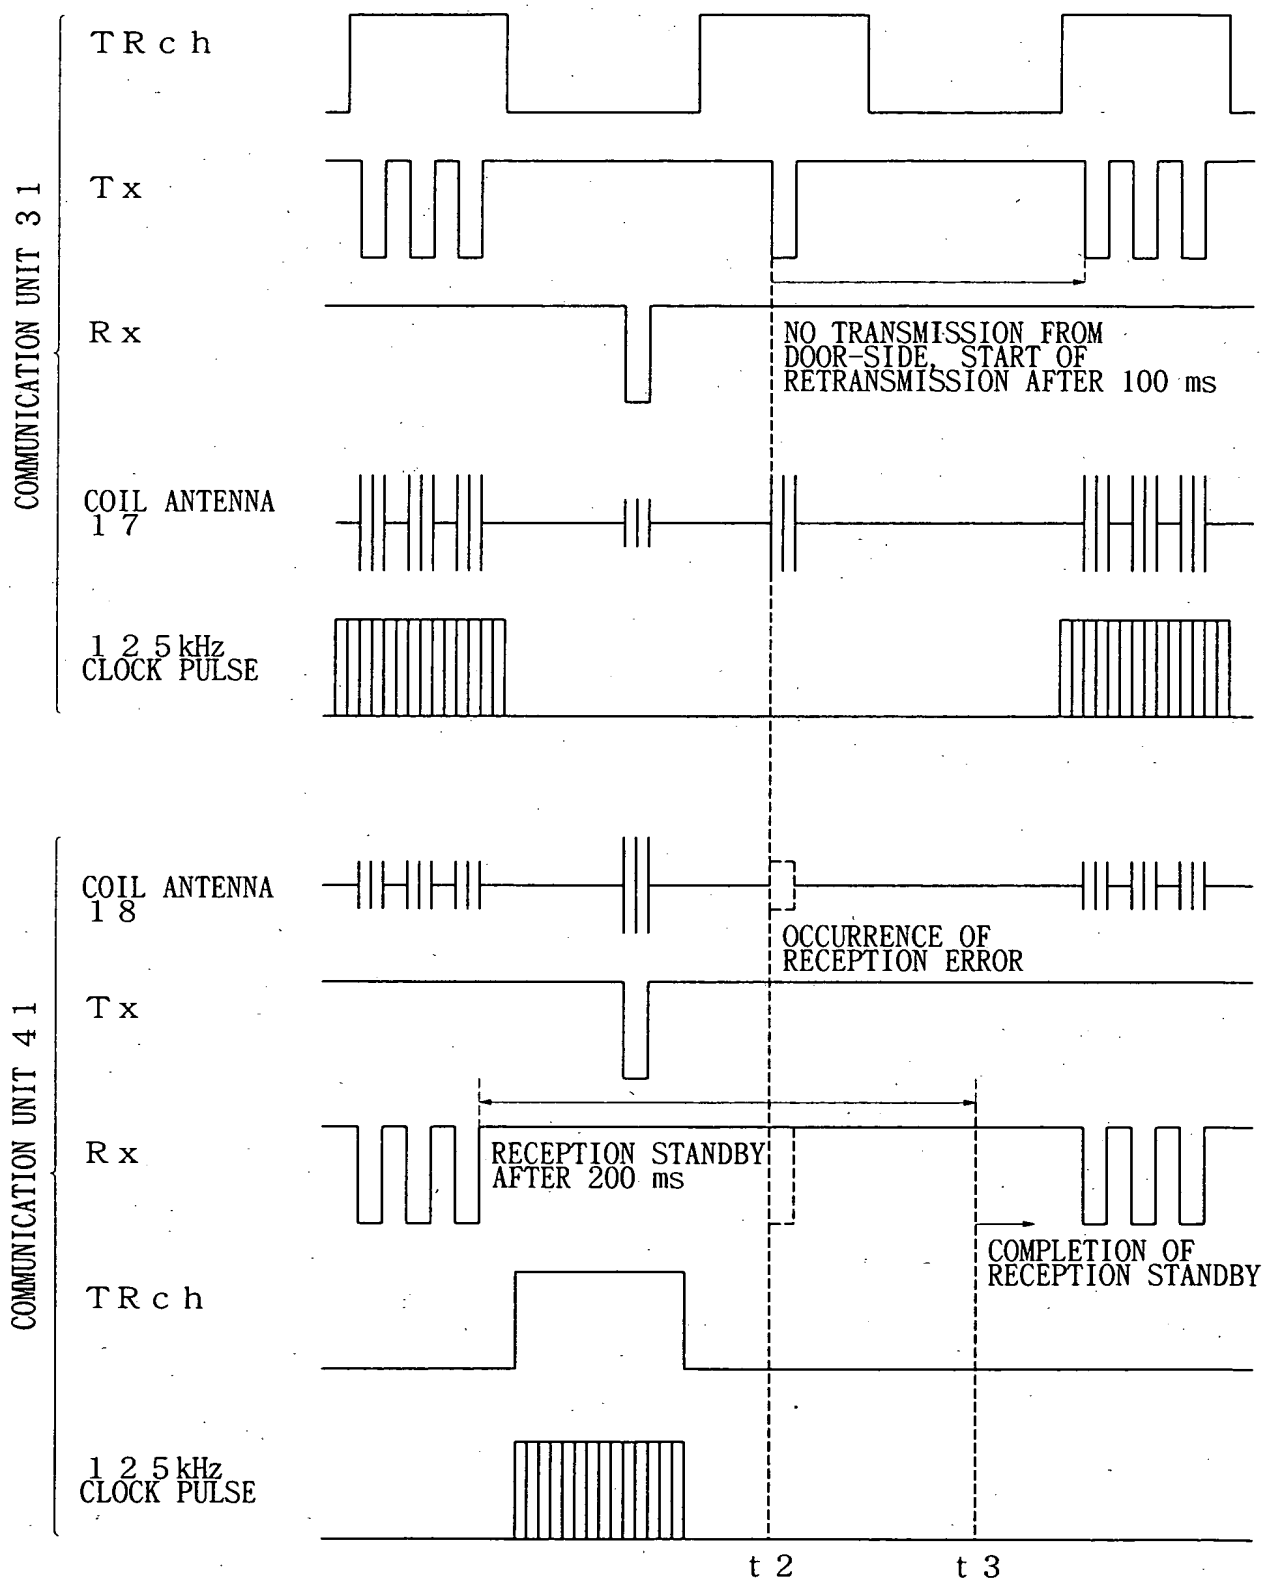 COMMUNICATION UNIT 31
TRch
Tx
Rx
NO TRANSMISSION FROM
DOOR-SIDE, START OF
RETRANSMISSION AFTER 100 ms
COIL ANTENNA
17
125kHz
CLOCK PULSE
COMMUNICATION UNIT 41
COIL ANTENNA
18
OCCURRENCE OF
RECEPTION ERROR
Tx
Rx
RECEPTION STANDBY
AFTER 200 ms
COMPLETION OF
RECEPTION STANDBY
TRch
125kHz
CLOCK PULSE
t2 t3